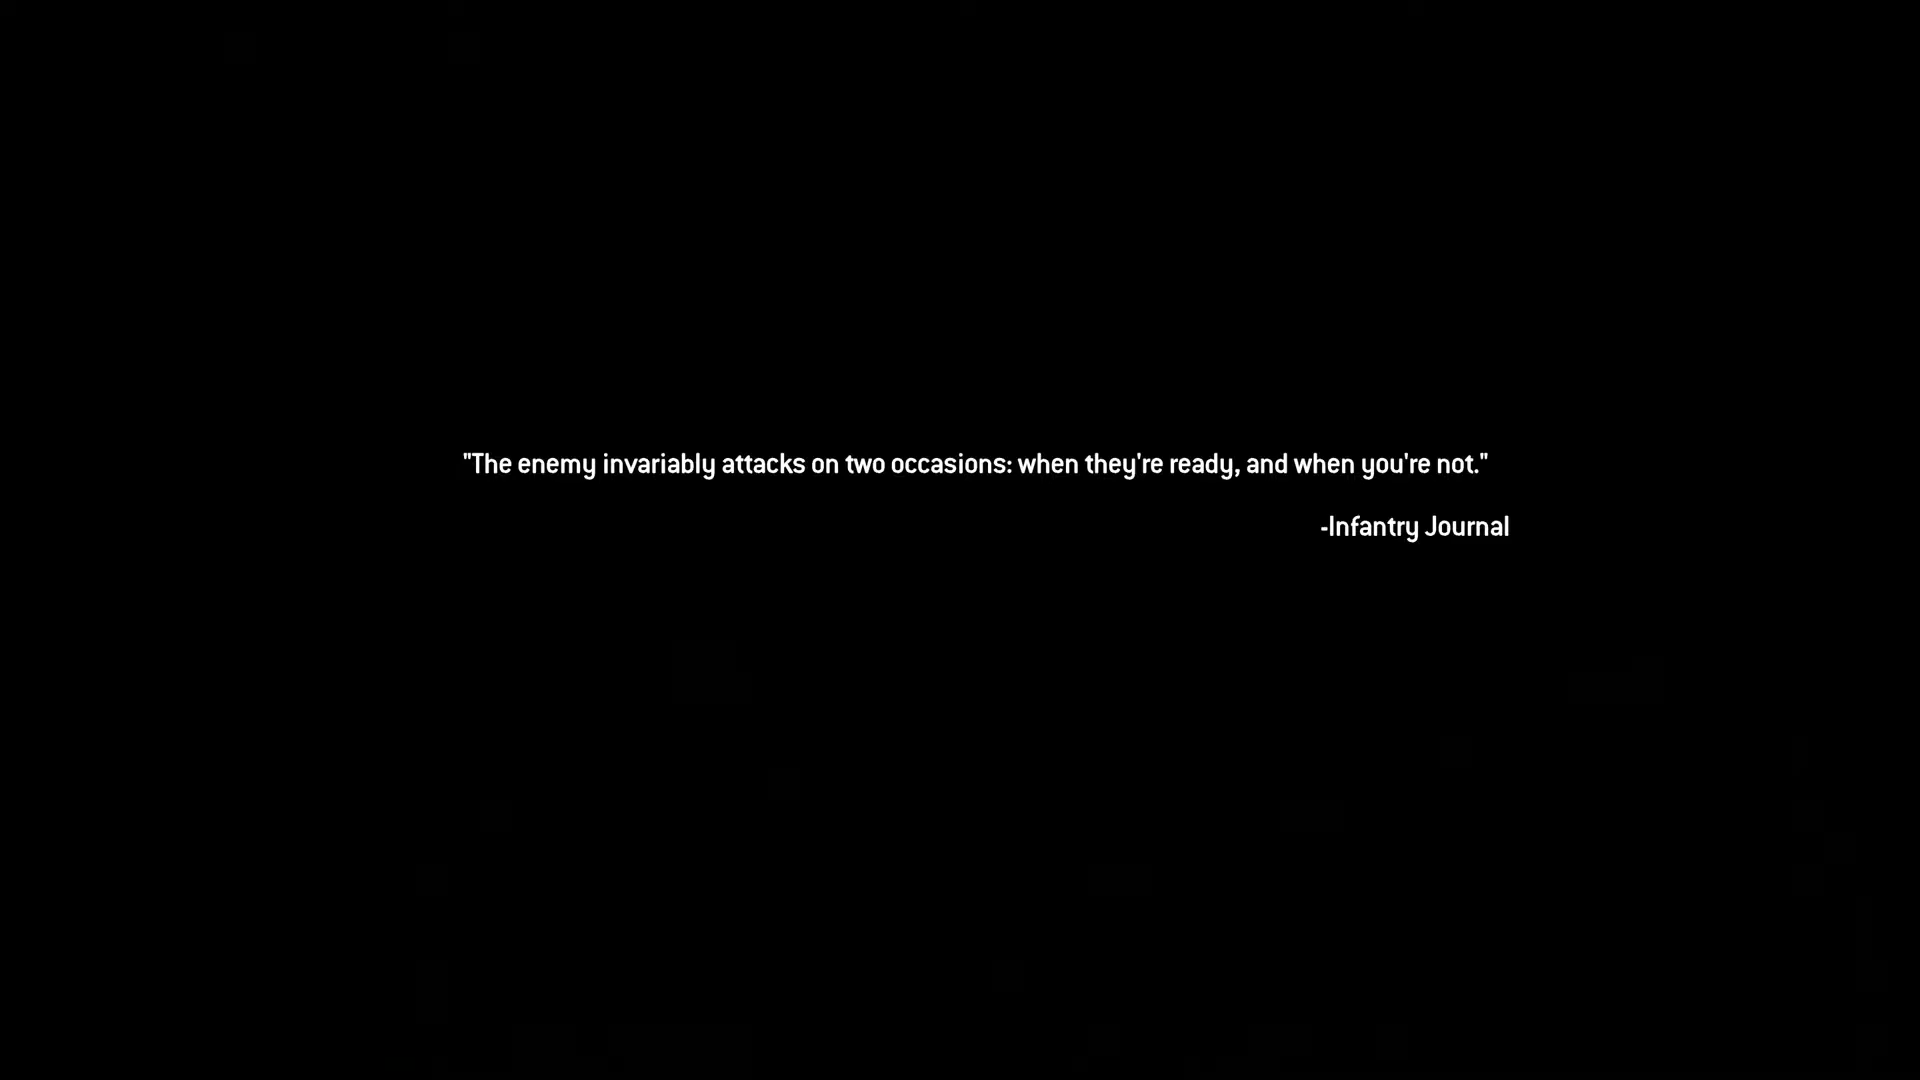 "The enemy invariably attacks on two occasions: when they're ready, and when you're not."
-Infantry Journal